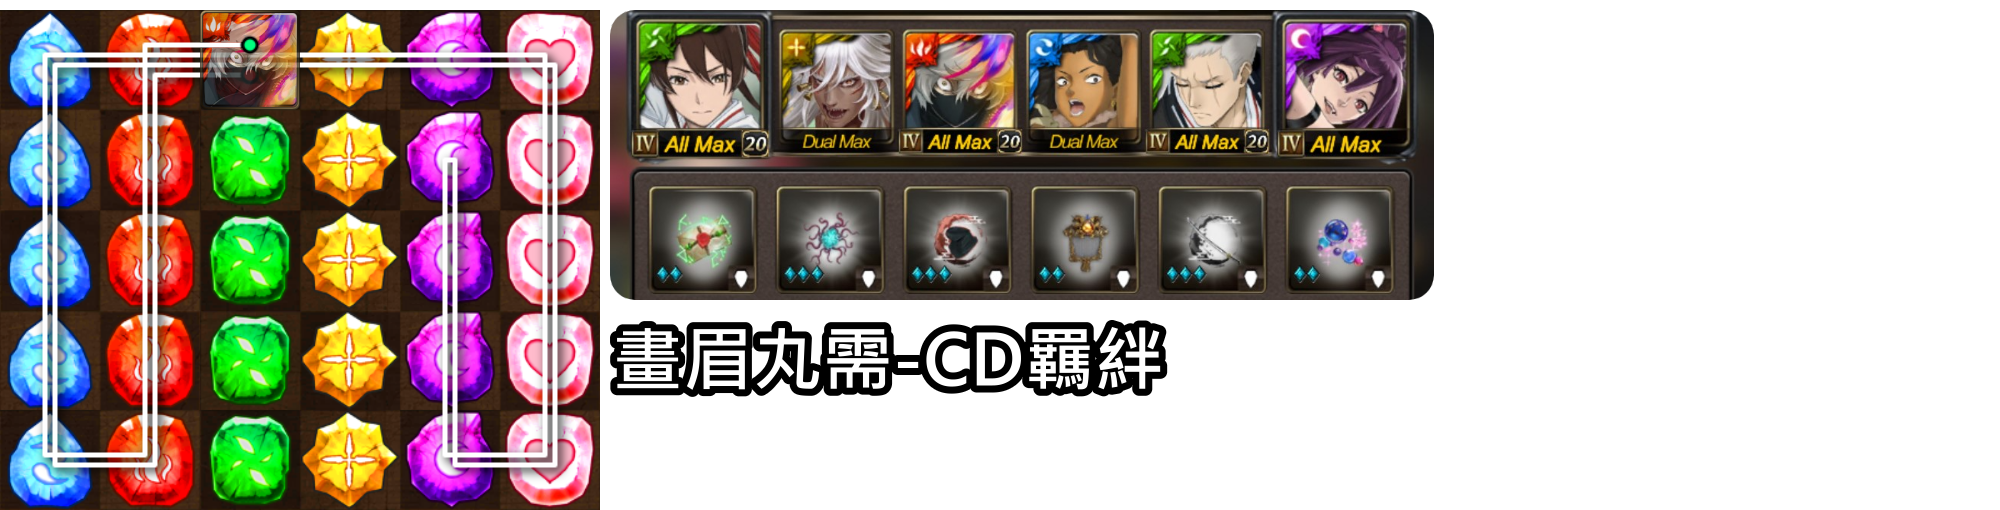 IV All Max 20 Dual Max IV All Max 20 Dual Max IV All Max 20 IV All Max
畫眉丸需-CD羈絆